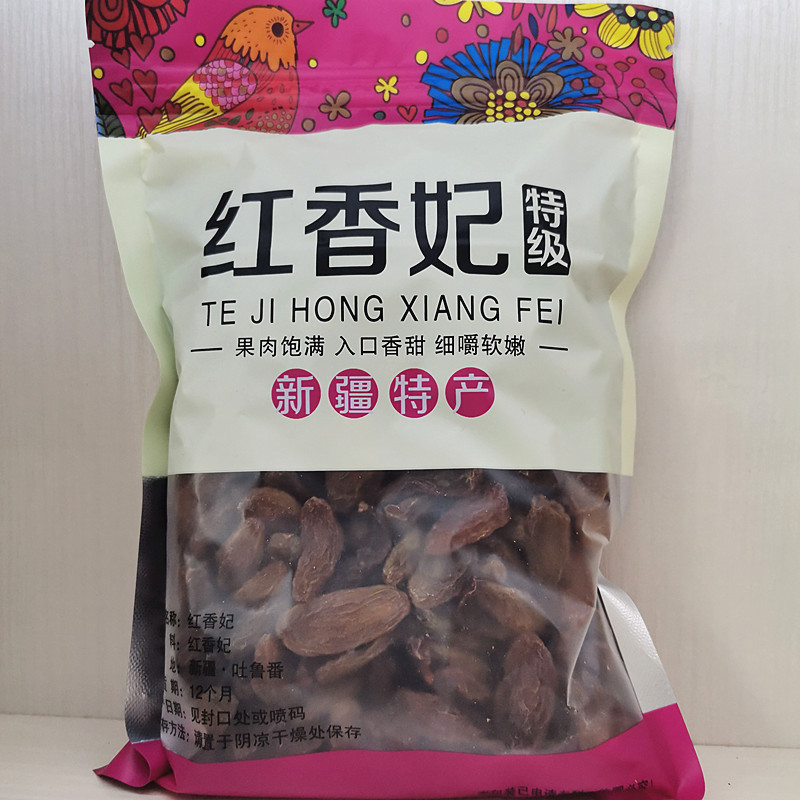 红香妃 特级
TE JI HONG XIANG FEI
果肉饱满 入口香甜 细嚼软嫩
新疆特产
名称：红香妃
料：红香妃
地：新疆·吐鲁番
期：12个月
日期：见封口处或喷码
存方法：请置于阴凉干燥处保存